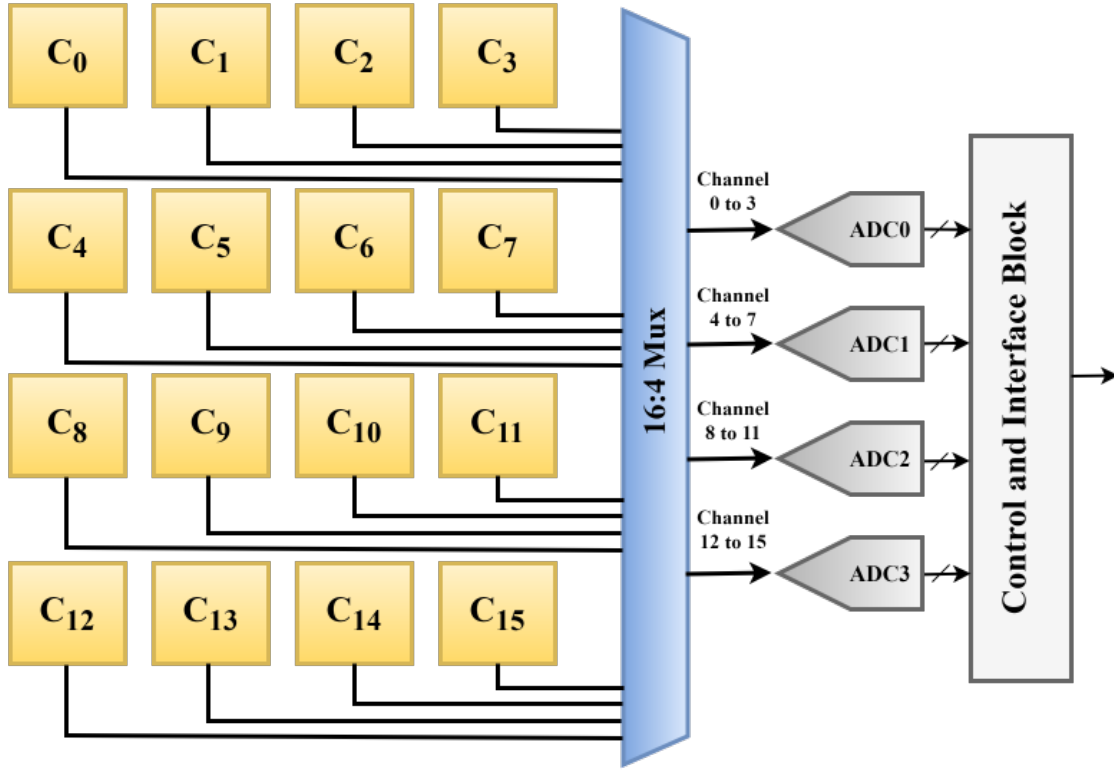 C0 C1 C2 C3
C4 C5 C6 C7
C8 C9 C10 C11
C12 C13 C14 C15
16:4 Mux
Channel
0 to 3
ADC0
Channel
4 to 7
ADC1
Channel
8 to 11
ADC2
Channel
12 to 15
ADC3
Control and Interface Block